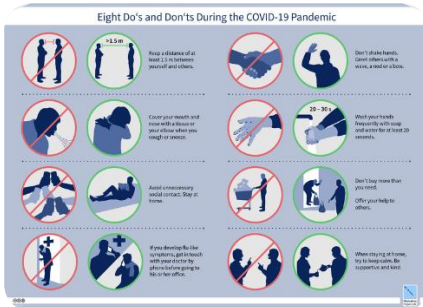 Eight Do's and Don'ts During the COVID-19 Pandemic
>1.5 m
Keep a distance of at
least 1.5 m between
yourself and others.
Don't shake hands.
Greet others with a
wave, a nod or a bow.
Cover your mouth and
nose with a tissue or
your elbow when you
cough or sneeze.
20 – 30 s
Wash your hands
frequently with soap
and water for at least 20
seconds.
Avoid unnecessary
social contact. Stay at
home.
Don't buy more than
you need.
Offer your help to
others.
If you develop flu-like
symptoms, get in touch
with your doctor by
phone before going to
his or her office.
When staying at home,
try to keep calm. Be
supportive and kind.